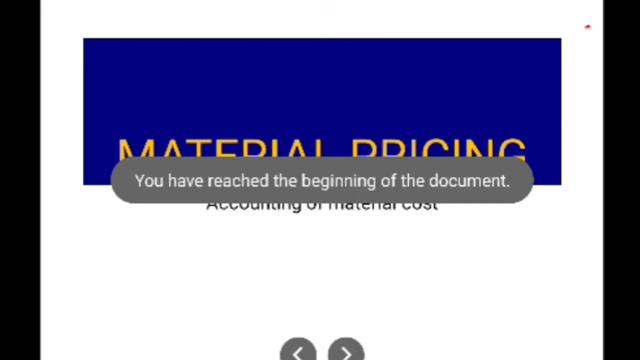 MATERIAL PRICING
You have reached the beginning of the document.
Accounting of material cost